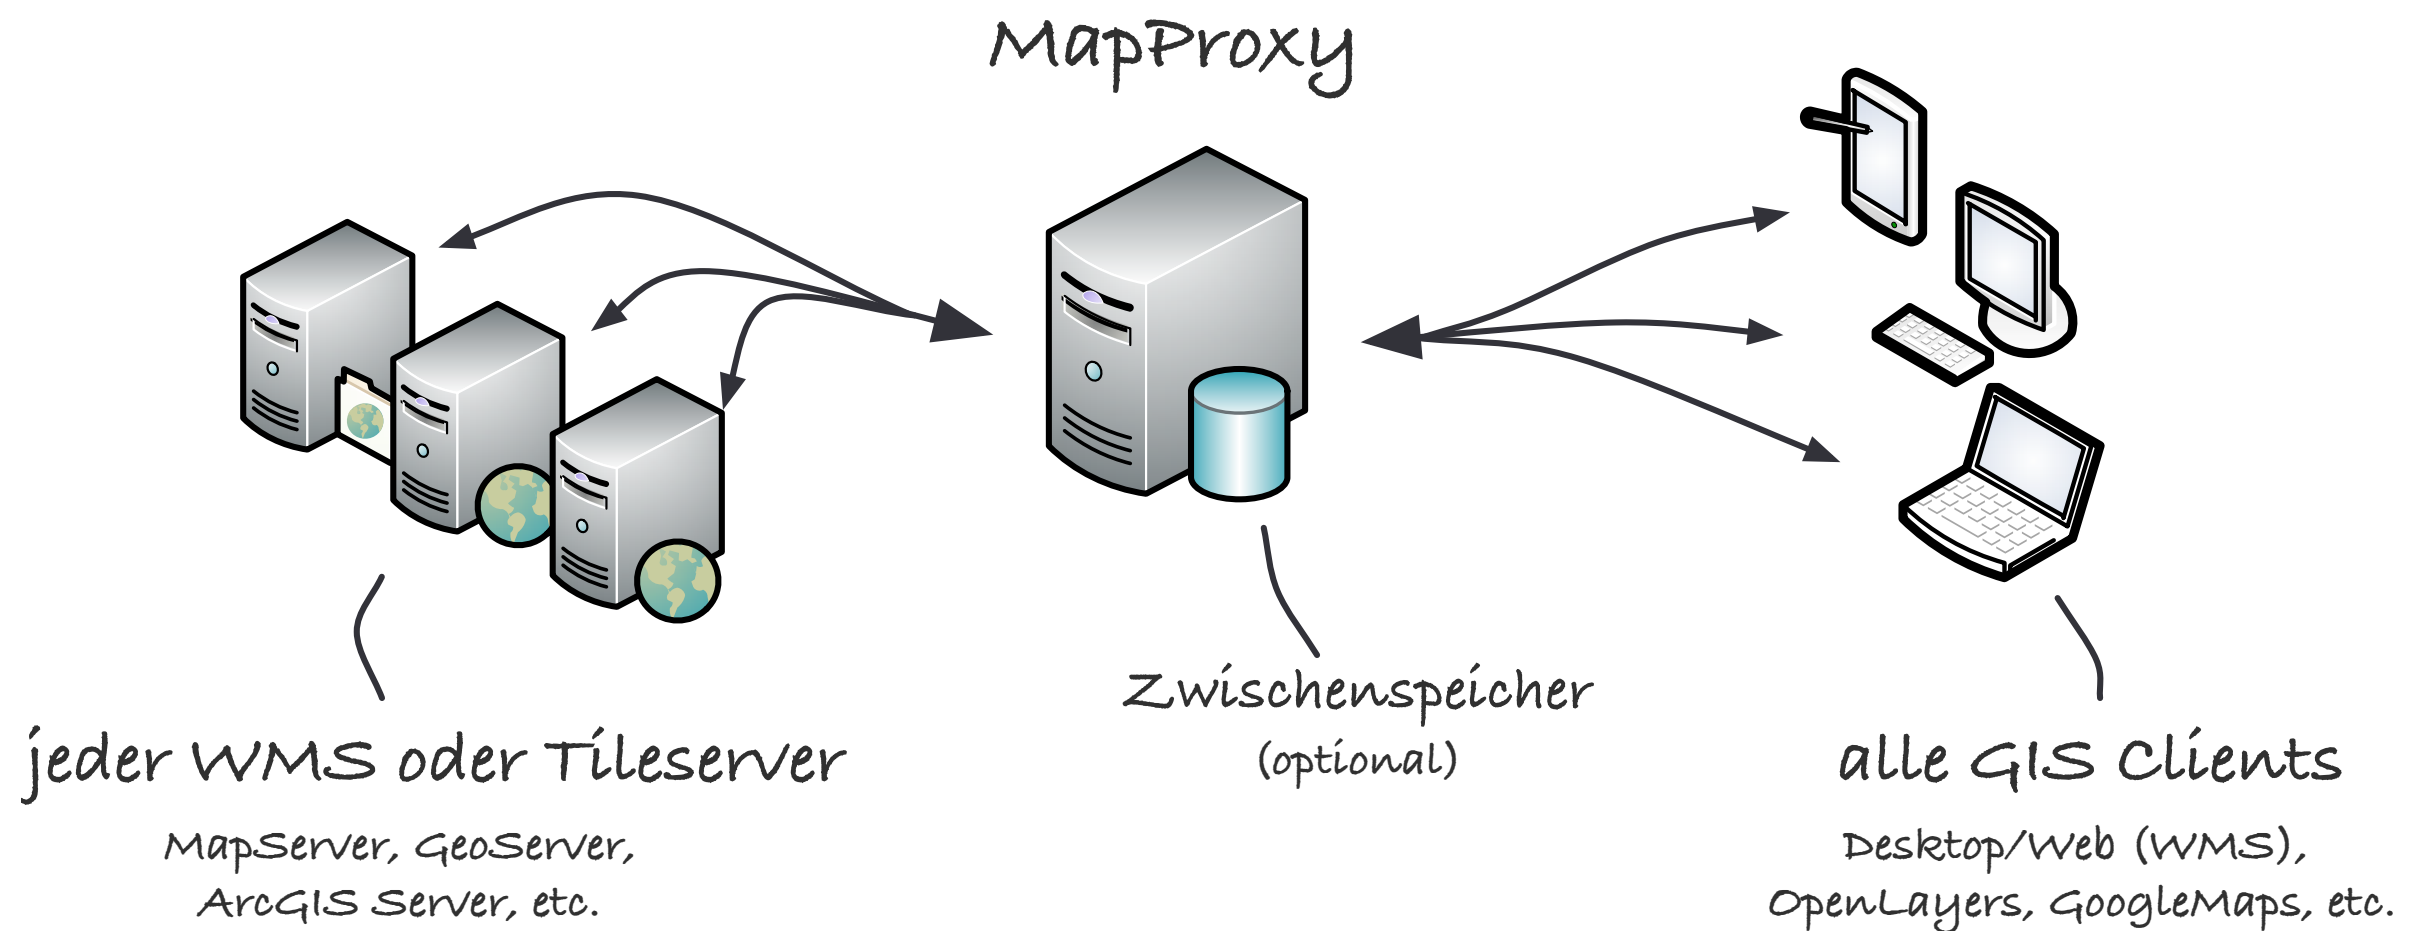 MapProxy
Zwischenspeicher
(optional)
jeder WMS oder Tileserver
MapServer, GeoServer,
ArcGIS Server, etc.
alle GIS Clients
Desktop/Web (WMS),
OpenLayers, GoogleMaps, etc.